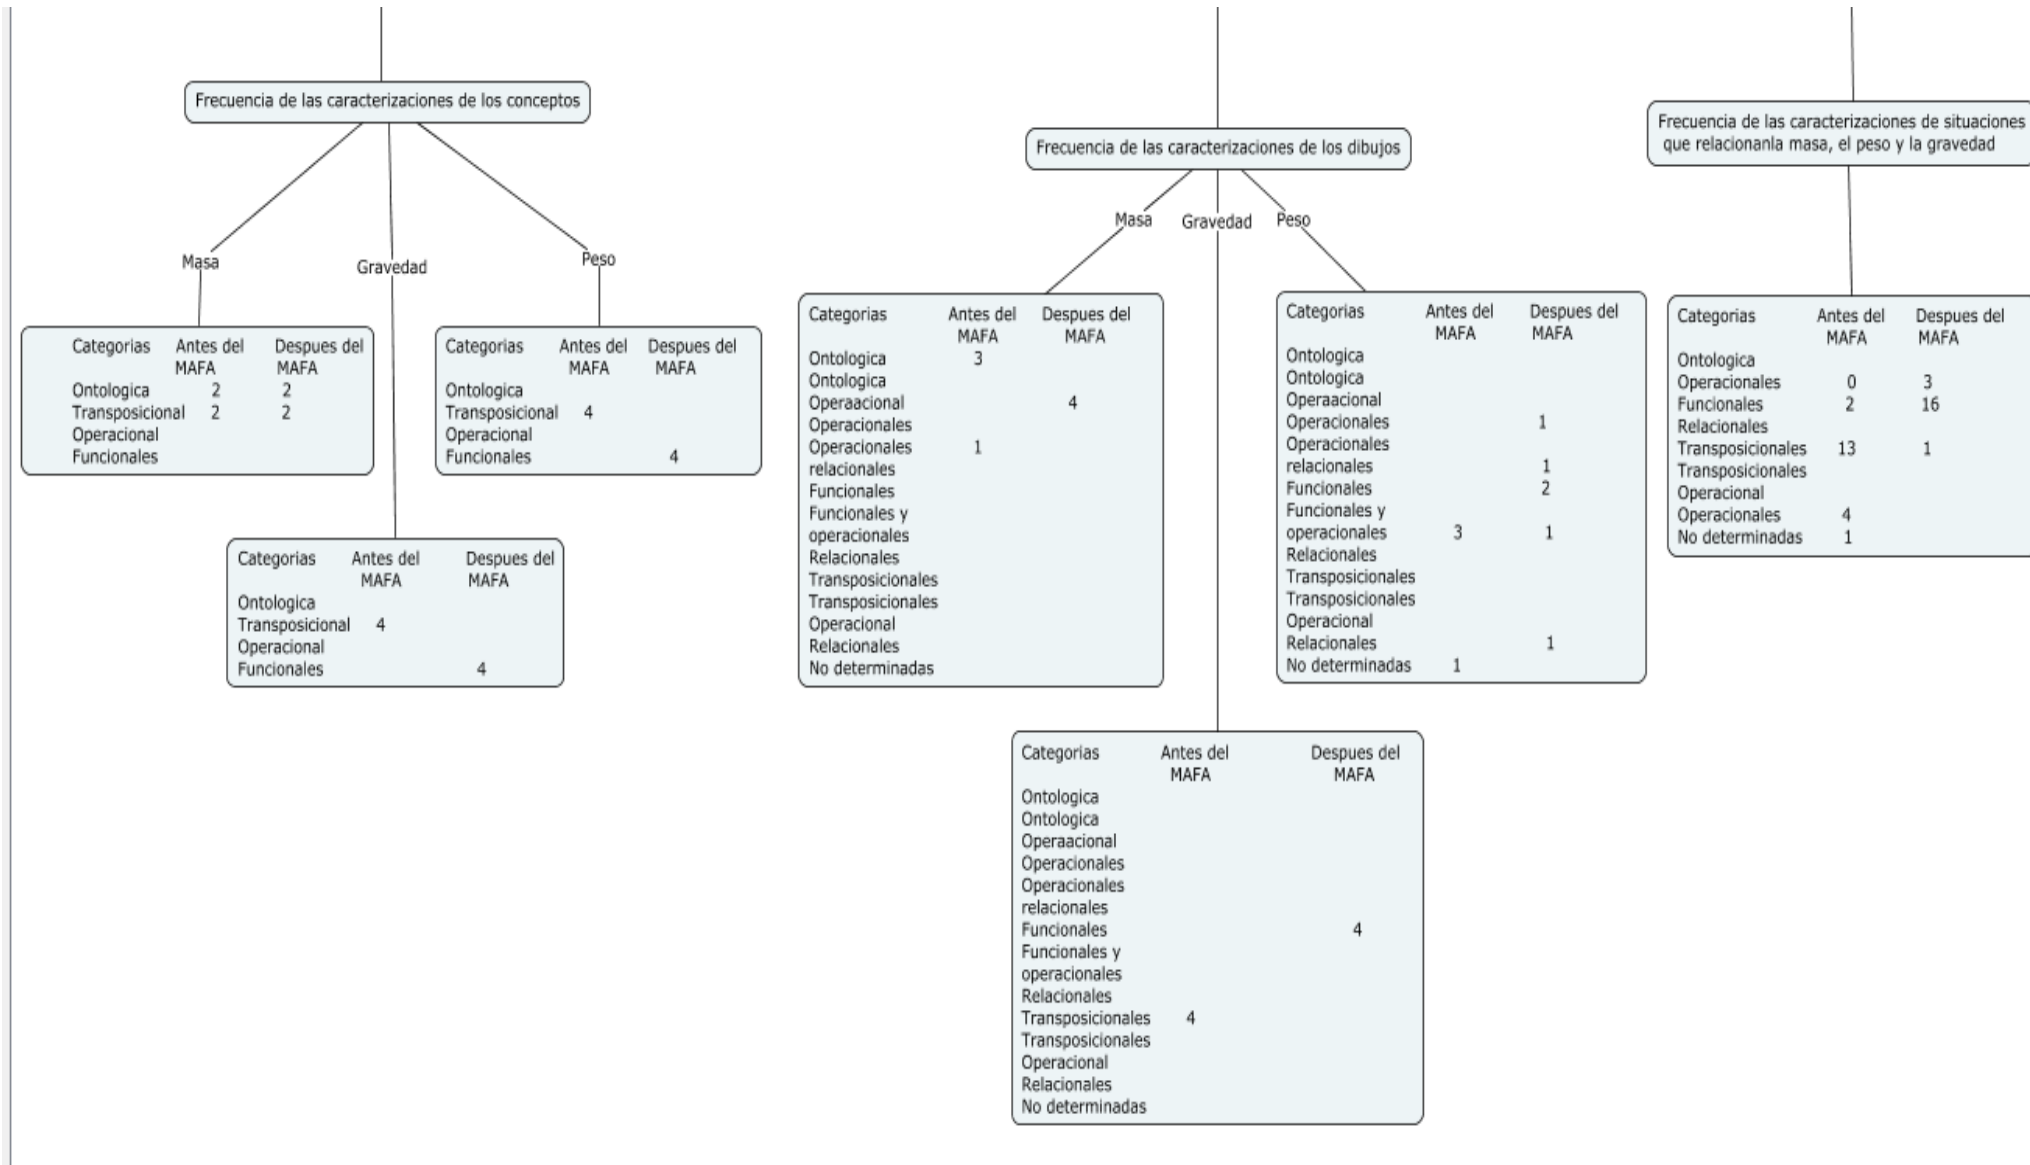 Frecuencia de las caracterizaciones de los conceptos
Masa
Gravedad
Peso
Categorias Antes del Despues del
MAFA MAFA
Ontologica 2 2
Transposicional 2 2
Operacional
Funcionales
Categorias Antes del Despues del
MAFA MAFA
Ontologica
Transposicional 4
Operacional
Funcionales 4
Categorias Antes del Despues del
MAFA MAFA
Ontologica
Transposicional 4
Operacional
Funcionales 4
Frecuencia de las caracterizaciones de los dibujos
Masa
Gravedad
Peso
Categorias Antes del Despues del
MAFA MAFA
Ontologica 3
Ontologica
Operaacional 4
Operacionales
Operacionales 1
relacionales
Funcionales
Funcionales y
operacionales
Relacionales
Transposicionales
Transposicionales
Operacional
Relacionales
No determinadas
Categorias Antes del Despues del
MAFA MAFA
Ontologica
Ontologica
Operaacional
Operacionales 1
Operacionales
relacionales 1
Funcionales 2
Funcionales y
operacionales 3 1
Relacionales
Transposicionales
Transposicionales
Operacional
Relacionales 1
No determinadas 1
Categorias Antes del Despues del
MAFA MAFA
Ontologica
Ontologica
Operaacional
Operacionales
Operacionales
relacionales
Funcionales 4
Funcionales y
operacionales
Relacionales
Transposicionales 4
Transposicionales
Operacional
Relacionales
No determinadas
Frecuencia de las caracterizaciones de situaciones
que relacionanla masa, el peso y la gravedad
Categorias Antes del Despues del
MAFA MAFA
Ontologica
Operacionales 0 3
Funcionales 2 16
Relacionales
Transposicionales 13 1
Transposicionales
Operacional
Operacionales 4
No determinadas 1